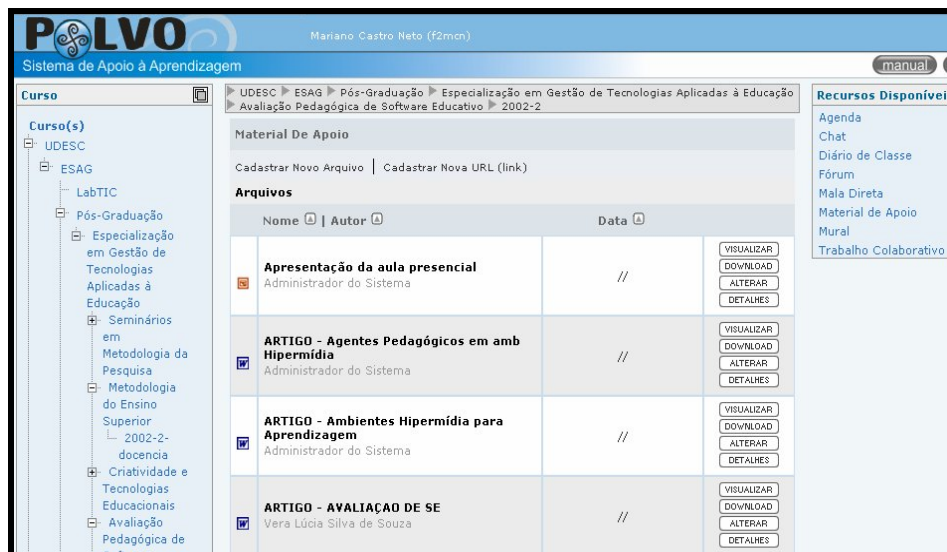 POLVO
Mariano Castro Neto (f2mcn)
Sistema de Apoio à Aprendizagem
manual
Curso
Curso(s)
UDESC
ESAG
LabTIC
Pós-Graduação
Especialização
em Gestão de
Tecnologias
Aplicadas à
Educação
Seminários
em
Metodologia da
Pesquisa
Metodologia
do Ensino
Superior
2002-2-
docencia
Criatividade e
Tecnologias
Educacionais
Avaliação
Pedagógica de
UDESC ESAG Pós-Graduação Especialização em Gestão de Tecnologias Aplicadas à Educação
Avaliação Pedagógica de Software Educativo 2002-2
Material De Apoio
Cadastrar Novo Arquivo | Cadastrar Nova URL (link)
Arquivos
Nome | Autor Data
Apresentação da aula presencial
Administrador do Sistema
//
VISUALIZAR
DOWNLOAD
ALTERAR
DETALHES
ARTIGO - Agentes Pedagógicos em amb
Hipermídia
Administrador do Sistema
//
VISUALIZAR
DOWNLOAD
ALTERAR
DETALHES
ARTIGO - Ambientes Hipermídia para
Aprendizagem
Administrador do Sistema
//
VISUALIZAR
DOWNLOAD
ALTERAR
DETALHES
ARTIGO - AVALIAÇAO DE SE
Vera Lúcia Silva de Souza
//
VISUALIZAR
DOWNLOAD
ALTERAR
DETALHES
Recursos Disponívei
Agenda
Chat
Diário de Classe
Fórum
Mala Direta
Material de Apoio
Mural
Trabalho Colaborativo